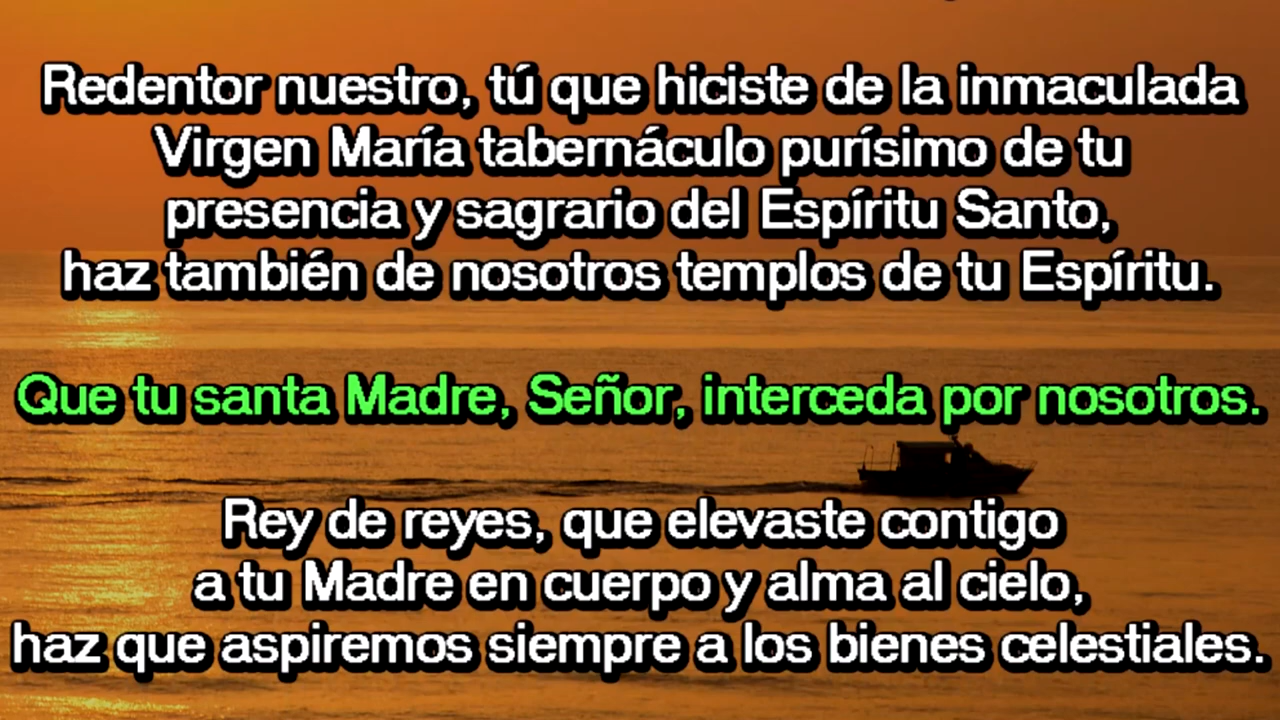 Redentor nuestro, tú que hiciste de la inmaculada
Virgen María tabernáculo purísimo de tu
presencia y sagrario del Espíritu Santo,
haz también de nosotros templos de tu Espíritu.
Que tu santa Madre, Señor, interceda por nosotros.
Rey de reyes, que elevaste contigo
a tu Madre en cuerpo y alma al cielo,
haz que aspiremos siempre a los bienes celestiales.